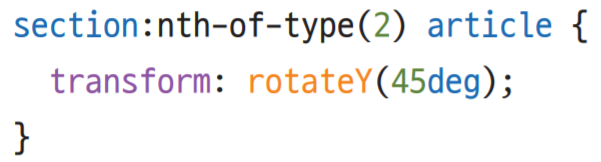 section:nth-of-type(2) article {
transform: rotateY(45deg);
}